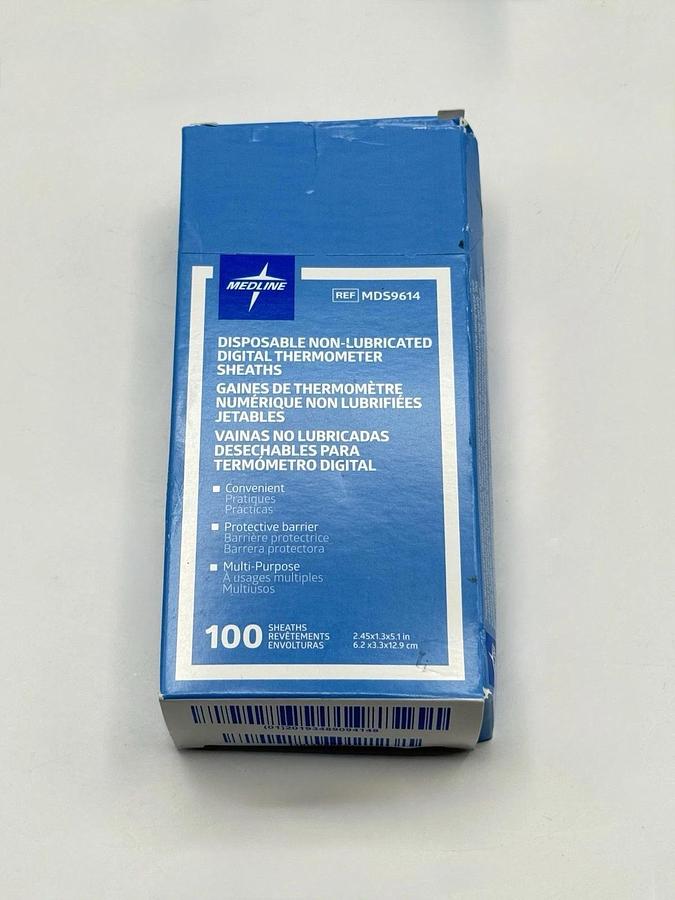 MEDLINE
REF MDS9614
DISPOSABLE NON-LUBRICATED
DIGITAL THERMOMETER
SHEATHS
GAINES DE THERMOMÈTRE
NUMÉRIQUE NON LUBRIFIÉES
JETABLES
VAINAS NO LUBRICADAS
DESECHABLES PARA
TERMÓMETRO DIGITAL
Convenient
Pratiques
Prácticas
Protective barrier
Barrière protectrice
Barrera protectora
Multi-Purpose
À usages multiples
Multiusos
100 SHEATHS
REVÊTEMENTS
ENVOLTURAS
2.45x1.3x5.1 in
6.2 x3.3x12.9 cm
(01)20193489094148